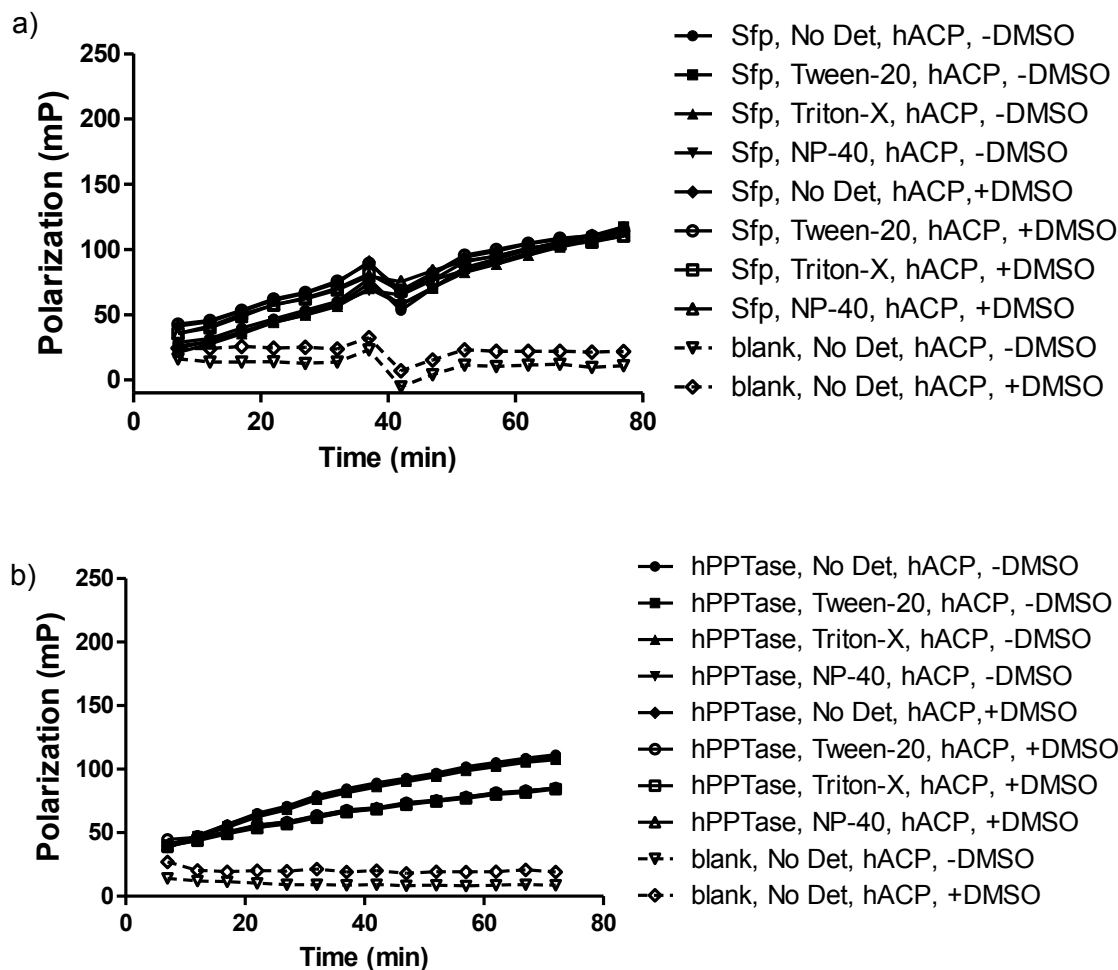 a)
250
200
150
100
50
0
Polarization (mP)
0 20 40 60 80
Time (min)
Sfp, No Det, hACP, -DMSO
Sfp, Tween-20, hACP, -DMSO
Sfp, Triton-X, hACP, -DMSO
Sfp, NP-40, hACP, -DMSO
Sfp, No Det, hACP,+DMSO
Sfp, Tween-20, hACP, +DMSO
Sfp, Triton-X, hACP, +DMSO
Sfp, NP-40, hACP, +DMSO
blank, No Det, hACP, -DMSO
blank, No Det, hACP, +DMSO
b)
250
200
150
100
50
0
Polarization (mP)
0 20 40 60 80
Time (min)
hPPTase, No Det, hACP, -DMSO
hPPTase, Tween-20, hACP, -DMSO
hPPTase, Triton-X, hACP, -DMSO
hPPTase, NP-40, hACP, -DMSO
hPPTase, No Det, hACP,+DMSO
hPPTase, Tween-20, hACP, +DMSO
hPPTase, Triton-X, hACP, +DMSO
hPPTase, NP-40, hACP, +DMSO
blank, No Det, hACP, -DMSO
blank, No Det, hACP, +DMSO